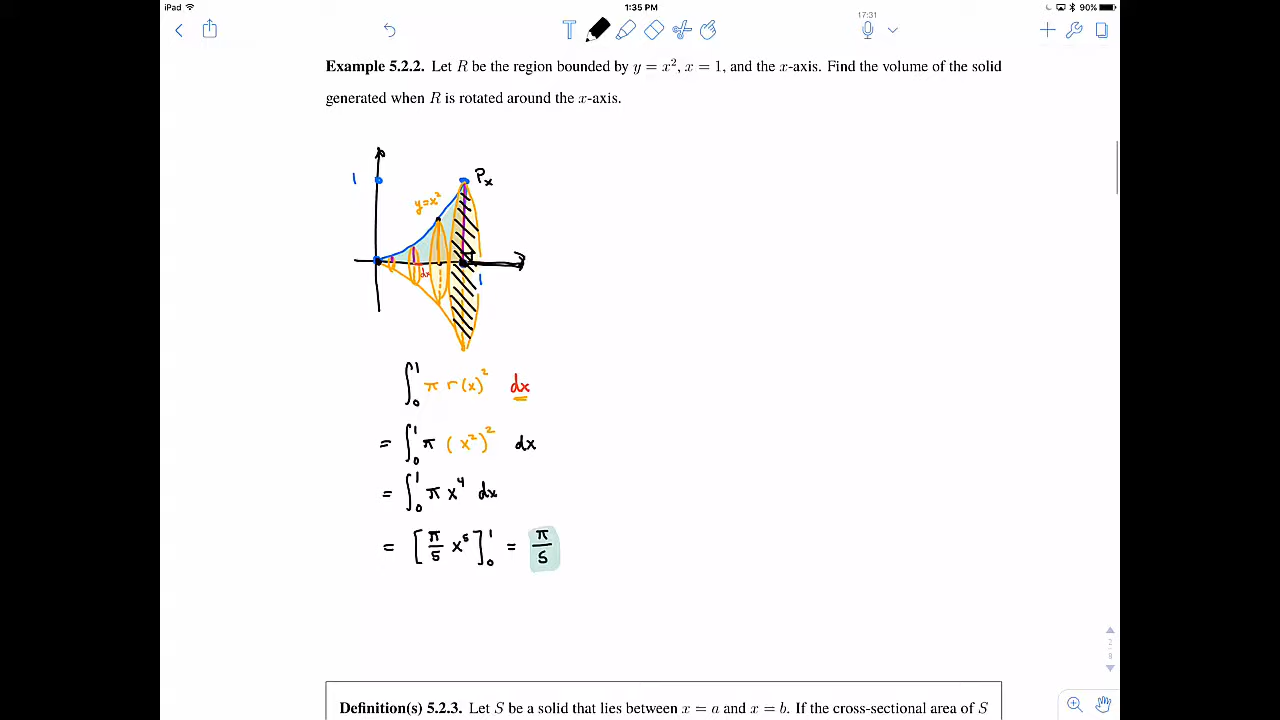 iPad 1:35 PM 90%
17:31
T
Example 5.2.2. Let R be the region bounded by y = x², x = 1, and the x-axis. Find the volume of the solid
generated when R is rotated around the x-axis.
1 Pₓ
y=x²
dx
1
∫₀¹ π r(x)² dx
= ∫₀¹ π (x²)² dx
= ∫₀¹ π x⁴ dx
= [π/5 x⁵]₀¹ = π/5
Definition(s) 5.2.3. Let S be a solid that lies between x = a and x = b. If the cross-sectional area of S